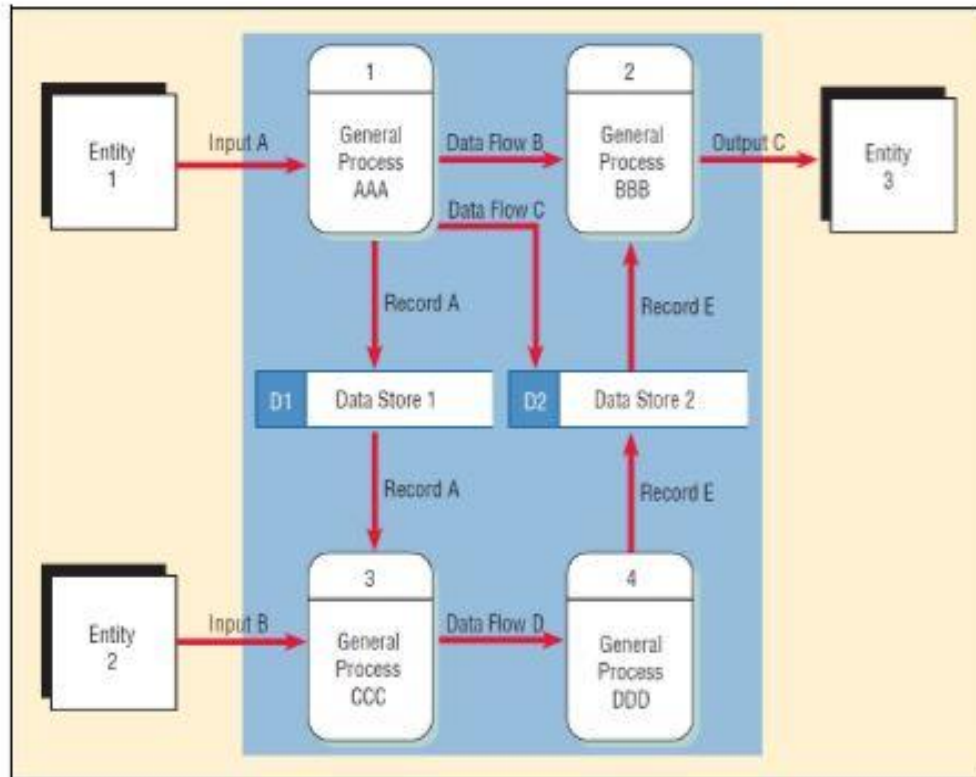 1
2
Entity
1
Input A
General
Process
AAA
Data Flow B
General
Process
BBB
Output C
Entity
3
Data Flow C
Record A
Record E
D1
Data Store 1
D2
Data Store 2
Record A
Record E
3
4
Entity
2
Input B
General
Process
CCC
Data Flow D
General
Process
DDD